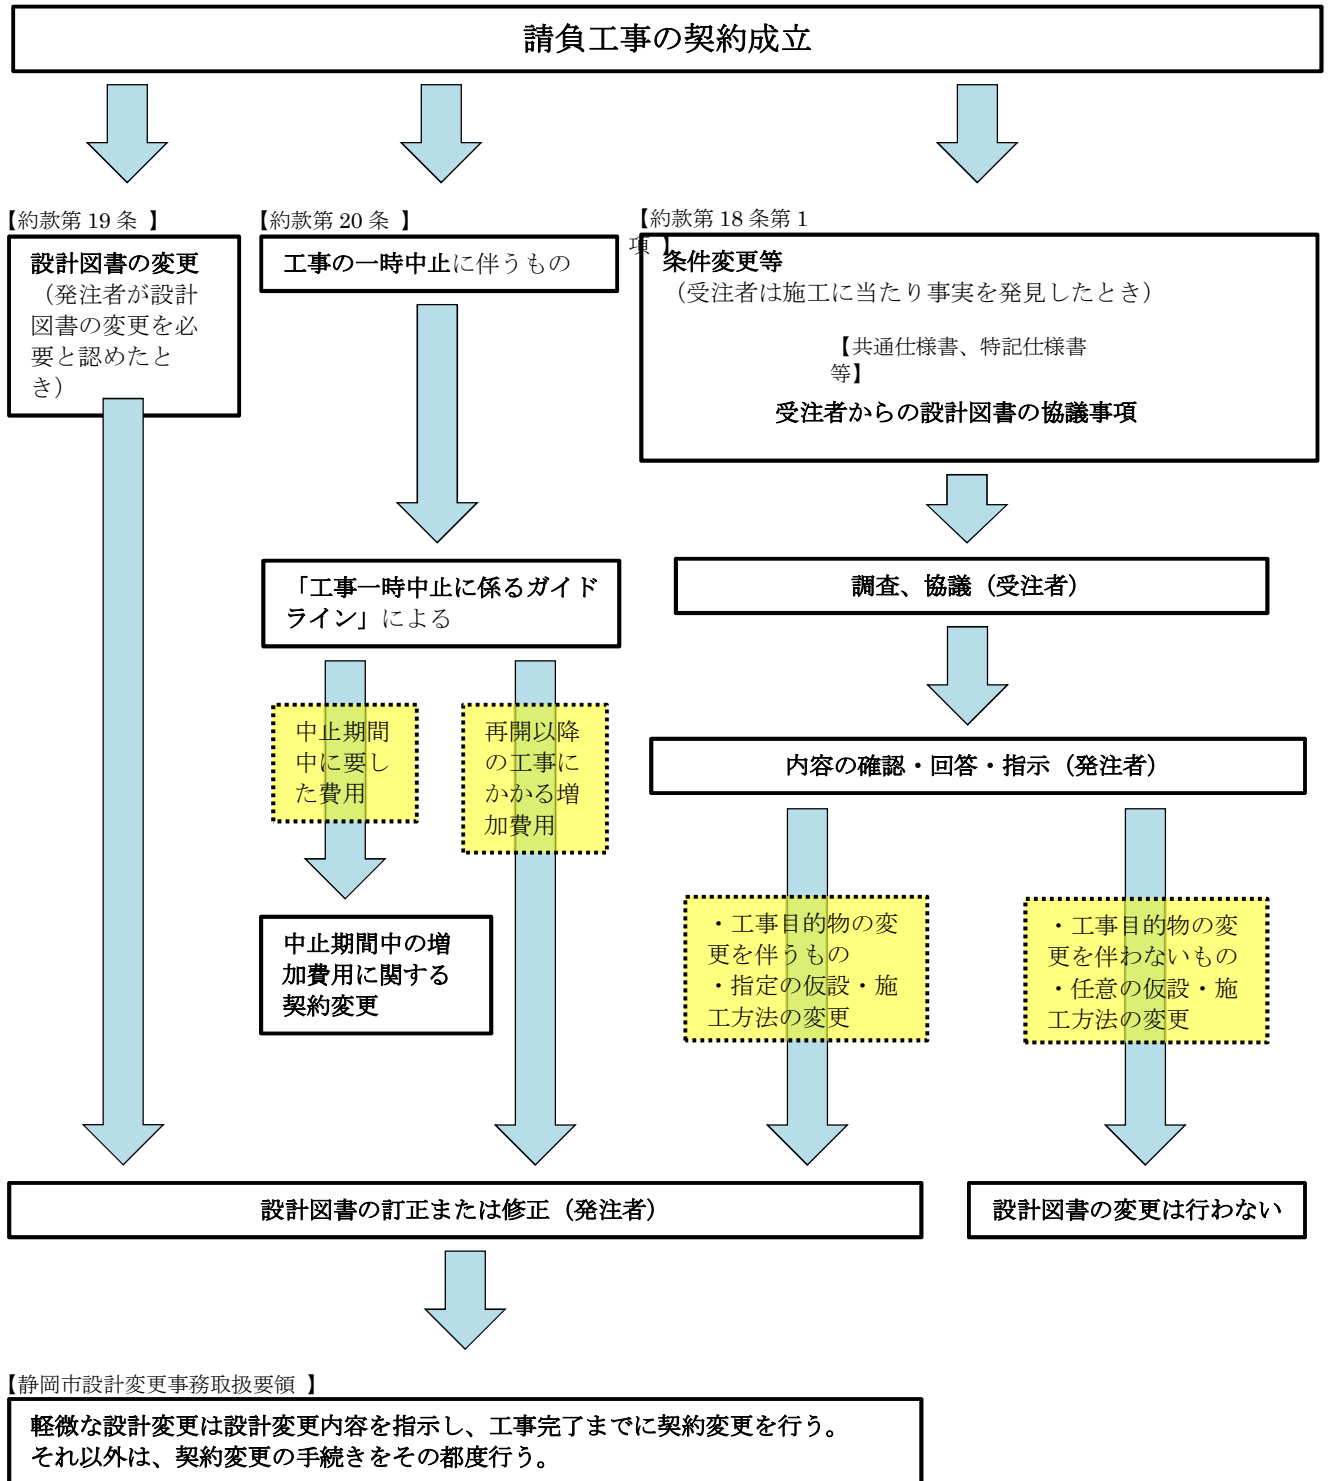 請負工事の契約成立
【約款第 19 条 】
設計図書の変更
（発注者が設計
図書の変更を必
要と認めたと
き）
【約款第 20 条 】
工事の一時中止に伴うもの
「工事一時中止に係るガイド
ライン」による
中止期間
中に要し
た費用
再開以降
の工事に
かかる増
加費用
中止期間中の増
加費用に関する
契約変更
【約款第 18 条第 1
項 】
条件変更等
（受注者は施工に当たり事実を発見したとき）
【共通仕様書、特記仕様書
等】
受注者からの設計図書の協議事項
調査、協議（受注者）
内容の確認・回答・指示（発注者）
・工事目的物の変
更を伴うもの
・指定の仮設・施
工方法の変更
・工事目的物の変
更を伴わないもの
・任意の仮設・施
工方法の変更
設計図書の訂正または修正（発注者）
設計図書の変更は行わない
【静岡市設計変更事務取扱要領 】
軽微な設計変更は設計変更内容を指示し、工事完了までに契約変更を行う。
それ以外は、契約変更の手続きをその都度行う。